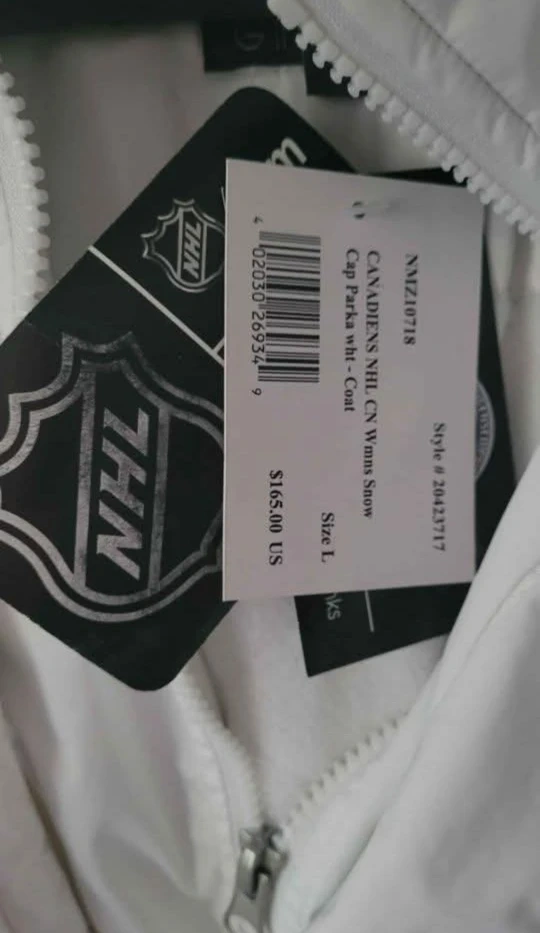 NHL
NHL
NMZ10718
Style # 20423717
CANADIENS NHL CN Wmns Snow
Cap Parka wht - Coat
Size L
$165.00 US
4 02030 26934 9